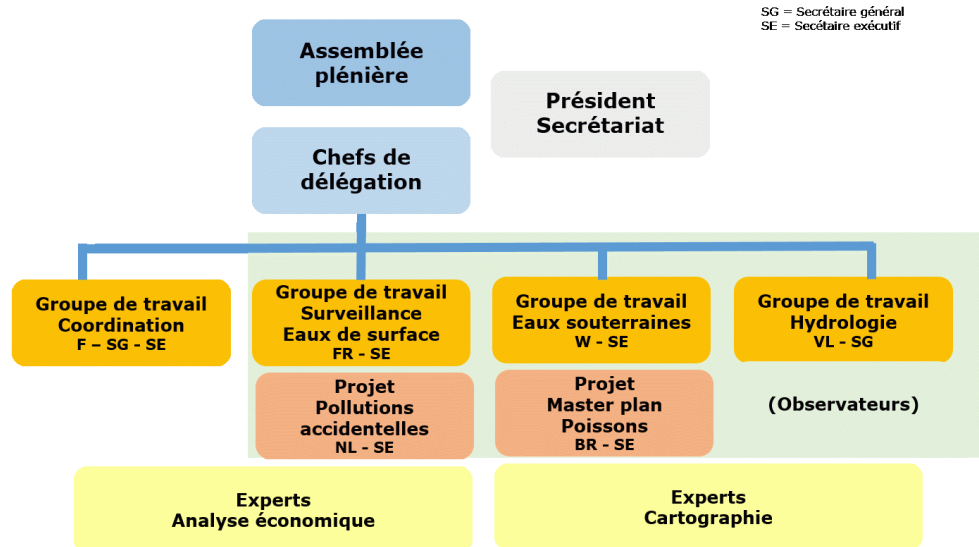 SG = Secrétaire général
SE = Secétaire exécutif
Assemblée
plénière
Président
Secrétariat
Chefs de
délégation
Groupe de travail
Coordination
F – SG - SE
Groupe de travail
Surveillance
Eaux de surface
FR - SE
Groupe de travail
Eaux souterraines
W - SE
Groupe de travail
Hydrologie
VL - SG
Projet
Pollutions
accidentelles
NL - SE
Projet
Master plan
Poissons
BR - SE
(Observateurs)
Experts
Analyse économique
Experts
Cartographie